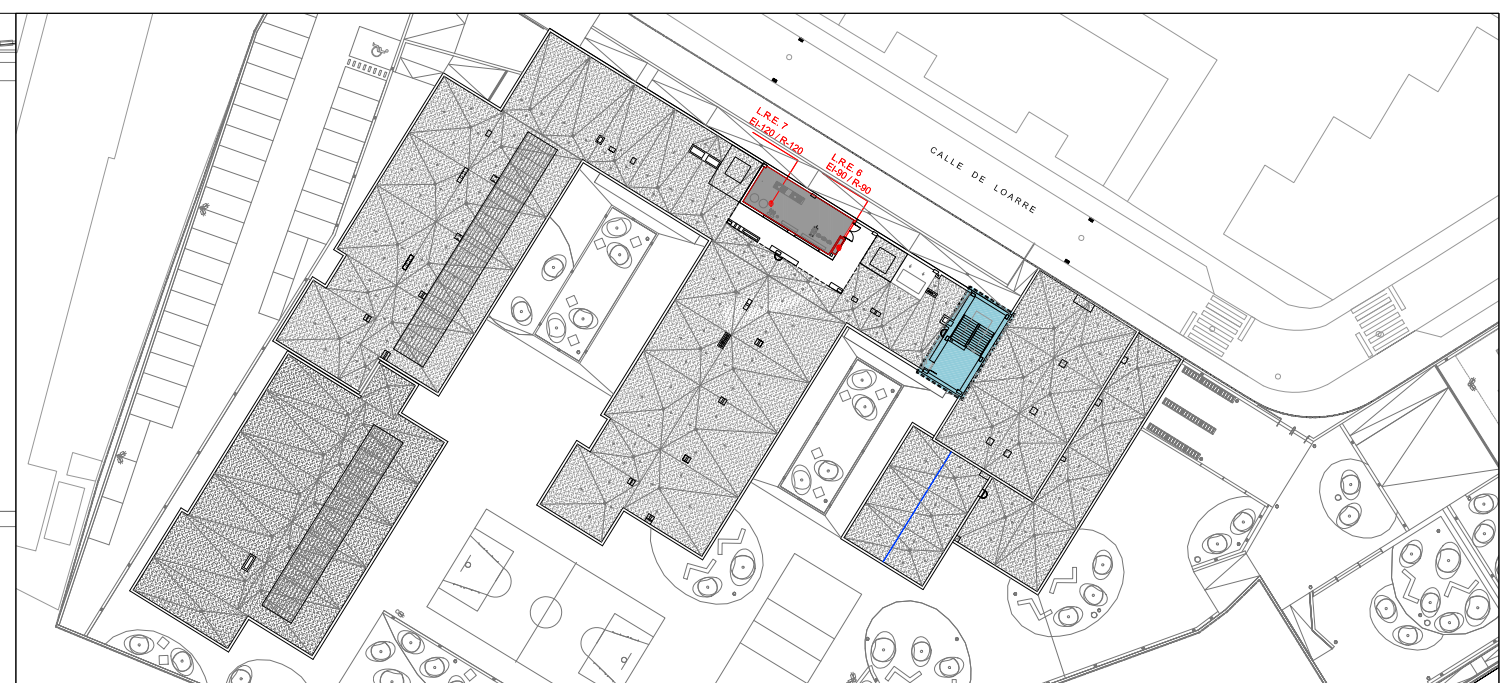 L.R.E. 7
EI-120 / R-120
L.R.E. 6
EI-90 / R-90
CALLE DE LOARRE